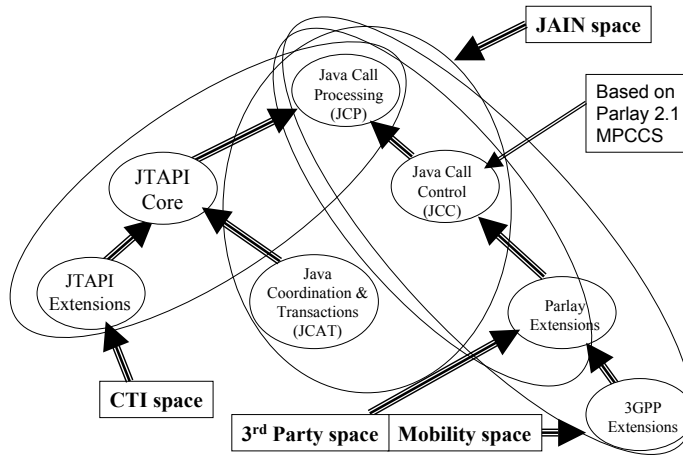 JAIN space
Java Call
Processing
(JCP)
Based on
Parlay 2.1
MPCCS
JTAPI
Core
Java Call
Control
(JCC)
JTAPI
Extensions
Java
Coordination &
Transactions
(JCAT)
Parlay
Extensions
CTI space
3rd Party space
Mobility space
3GPP
Extensions